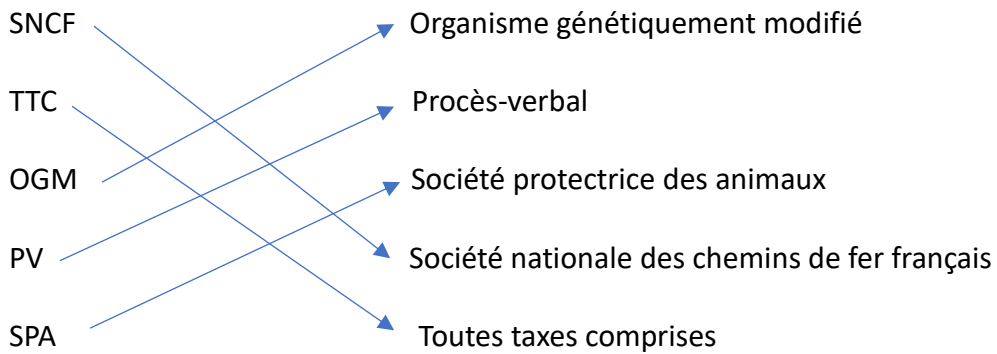 SNCF Organisme génétiquement modifié
TTC Procès-verbal
OGM Société protectrice des animaux
PV Société nationale des chemins de fer français
SPA Toutes taxes comprises